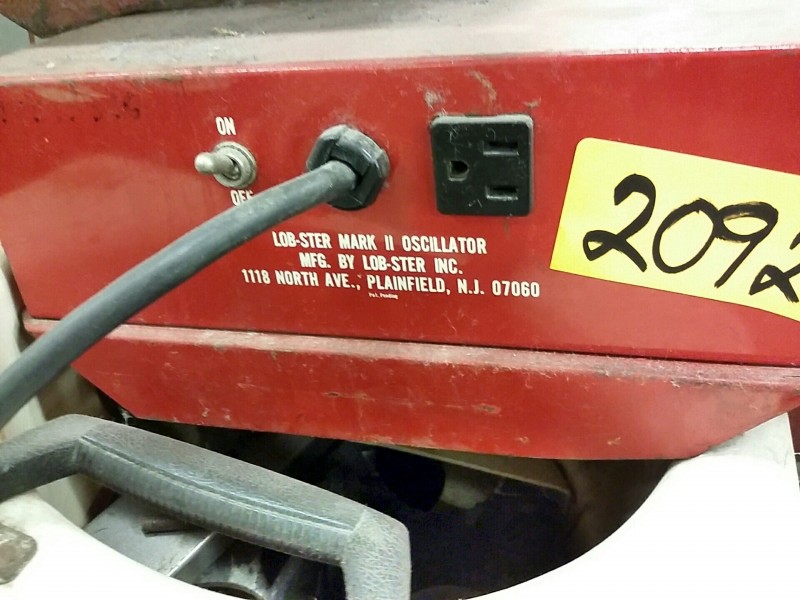 ON
OFF
LOB-STER MARK II OSCILLATOR
MFG. BY LOB-STER INC.
1118 NORTH AVE., PLAINFIELD, N.J. 07060
Pat. Pending
2092